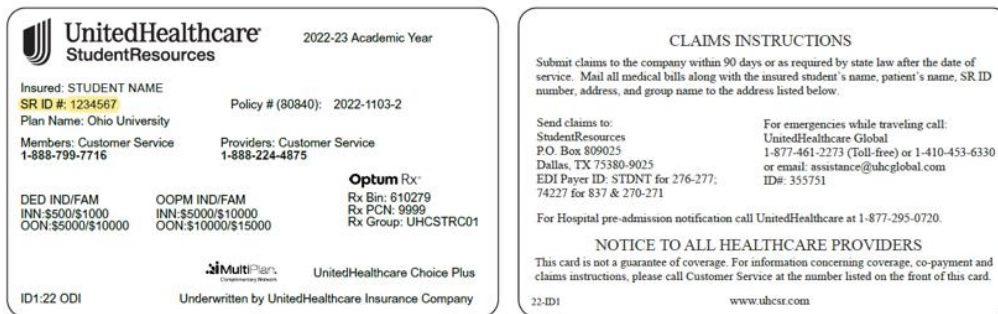 UnitedHealthcare®
StudentResources
2022-23 Academic Year
Insured: STUDENT NAME
SR ID #: 1234567
Policy # (80840): 2022-1103-2
Plan Name: Ohio University
Members: Customer Service
1-888-799-7716
Providers: Customer Service
1-888-224-4875
DED IND/FAM
INN:$500/$1000
OON:$5000/$10000
OOPM IND/FAM
INN:$5000/$10000
OON:$10000/$15000
Optum Rx™
Rx Bin: 610279
Rx PCN: 9999
Rx Group: UHCSTRC01
MultiPlan.
Complementary Network
UnitedHealthcare Choice Plus
ID1:22 ODI
Underwritten by UnitedHealthcare Insurance Company
CLAIMS INSTRUCTIONS
Submit claims to the company within 90 days or as required by state law after the date of
service. Mail all medical bills along with the insured student's name, patient's name, SR ID
number, address, and group name to the address listed below.
Send claims to:
StudentResources
P.O. Box 809025
Dallas, TX 75380-9025
EDI Payer ID: STDNT for 276-277;
74227 for 837 & 270-271
For emergencies while traveling call:
UnitedHealthcare Global
1-877-461-2273 (Toll-free) or 1-410-453-6330
or email: assistance@uhcglobal.com
ID#: 355751
For Hospital pre-admission notification call UnitedHealthcare at 1-877-295-0720.
NOTICE TO ALL HEALTHCARE PROVIDERS
This card is not a guarantee of coverage. For information concerning coverage, co-payment and
claims instructions, please call Customer Service at the number listed on the front of this card.
22-ID1
www.uhcsr.com